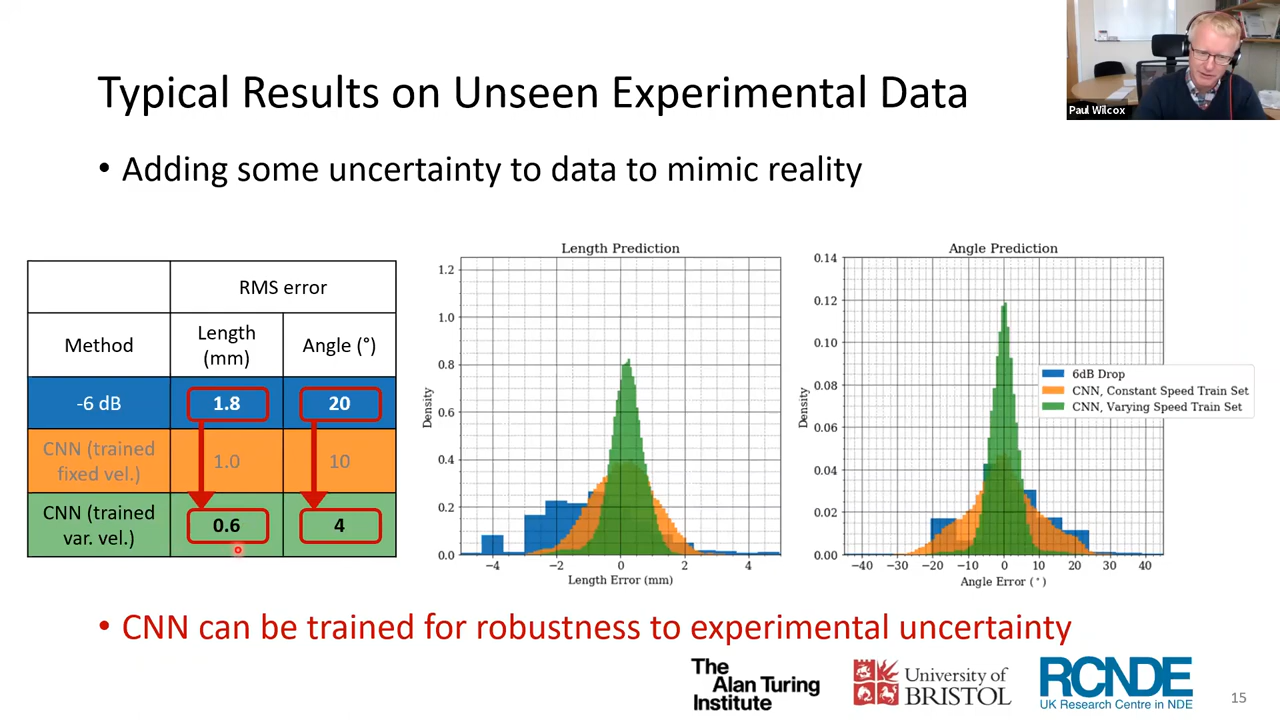 Paul Wilcox
Typical Results on Unseen Experimental Data
• Adding some uncertainty to data to mimic reality
RMS error
Method
Length
(mm)
Angle (°)
-6 dB
1.8
20
CNN (trained
fixed vel.)
1.0
10
CNN (trained
var. vel.)
0.6
4
Length Prediction
1.2
1.0
0.8
0.6
0.4
0.2
0.0
Density
−4
−2
0
2
4
Length Error (mm)
Angle Prediction
0.14
0.12
0.10
0.08
0.06
0.04
0.02
0.00
Density
−40
−30
−20
−10
0
10
20
30
40
Angle Error (°)
6dB Drop
CNN, Constant Speed Train Set
CNN, Varying Speed Train Set
• CNN can be trained for robustness to experimental uncertainty
The
Alan Turing
Institute
University of
BRISTOL
RCNDE
UK Research Centre in NDE
15